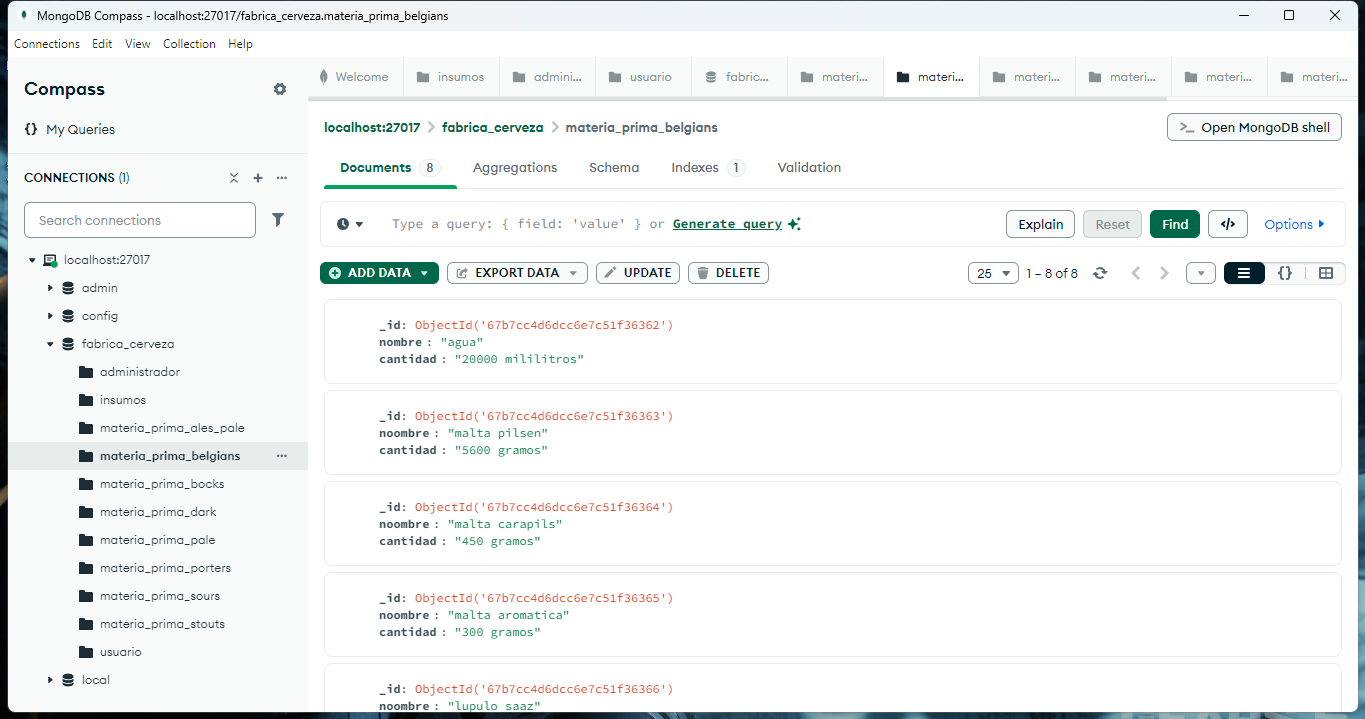 MongoDB Compass - localhost:27017/fabrica_cerveza.materia_prima_belgians
Connections Edit View Collection Help
Compass
{} My Queries
CONNECTIONS (1)
Search connections
localhost:27017
admin
config
fabrica_cerveza
administrador
insumos
materia_prima_ales_pale
materia_prima_belgians
materia_prima_bocks
materia_prima_dark
materia_prima_pale
materia_prima_porters
materia_prima_sours
materia_prima_stouts
usuario
local
Welcome insumos admini... usuario fabric... materi... materi... materi... materi... materi... materi...
localhost:27017 > fabrica_cerveza > materia_prima_belgians
>_ Open MongoDB shell
Documents 8 Aggregations Schema Indexes 1 Validation
Type a query: { field: 'value' } or Generate query
Explain Reset Find </> Options
ADD DATA EXPORT DATA UPDATE DELETE
25 1 – 8 of 8 {}
_id: ObjectId('67b7cc4d6dcc6e7c51f36362')
nombre : "agua"
cantidad : "20000 mililitros"
_id: ObjectId('67b7cc4d6dcc6e7c51f36363')
noombre : "malta pilsen"
cantidad : "5600 gramos"
_id: ObjectId('67b7cc4d6dcc6e7c51f36364')
noombre : "malta carapils"
cantidad : "450 gramos"
_id: ObjectId('67b7cc4d6dcc6e7c51f36365')
noombre : "malta aromatica"
cantidad : "300 gramos"
_id: ObjectId('67b7cc4d6dcc6e7c51f36366')
noombre : "lupulo saaz"